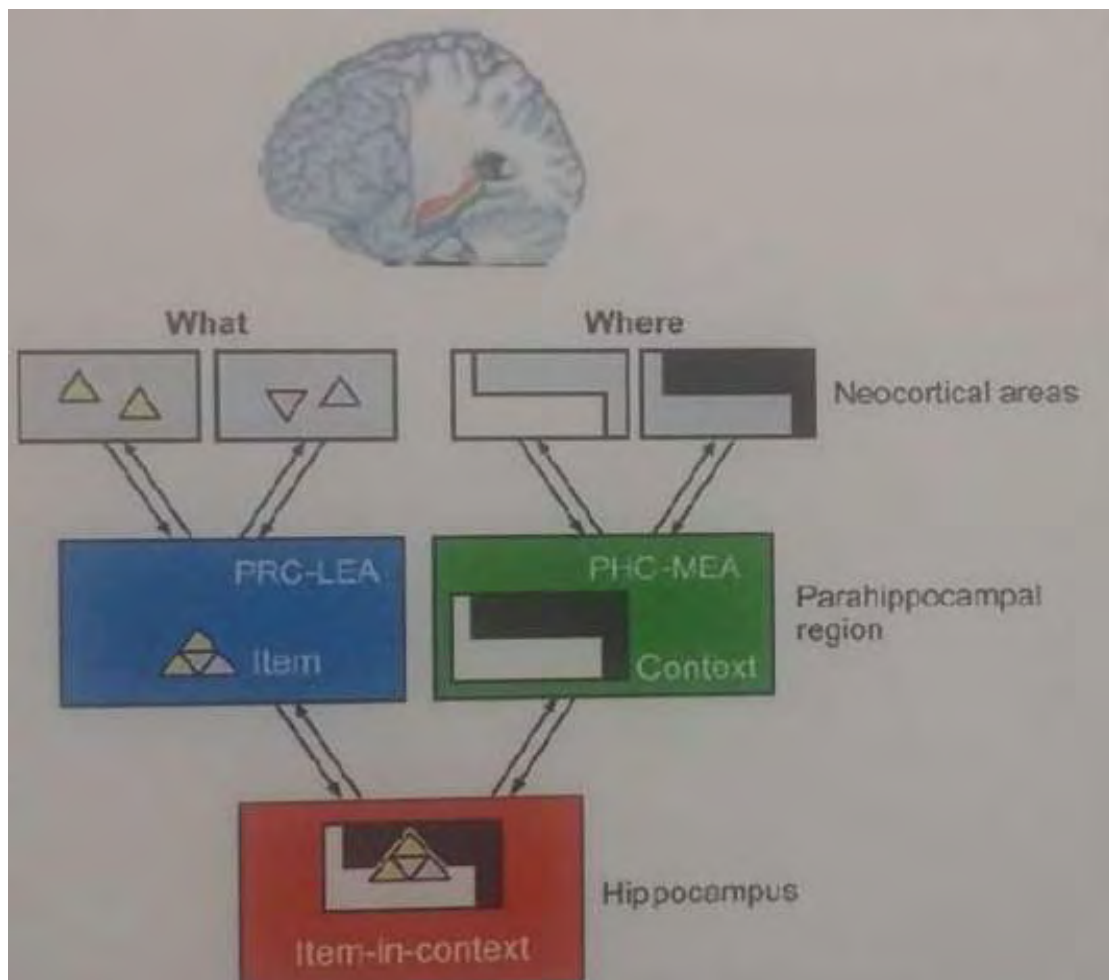 What
Where
Neocortical areas
PRC-LEA
Item
PHC-MEA
Context
Parahippocampal
region
Hippocampus
Item-in-context